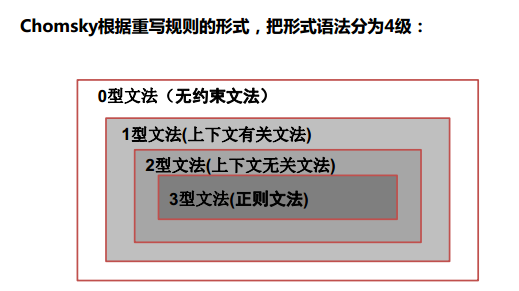 Chomsky根据重写规则的形式，把形式语法分为4级：
0型文法（无约束文法）
1型文法(上下文有关文法)
2型文法(上下文无关文法)
3型文法(正则文法)